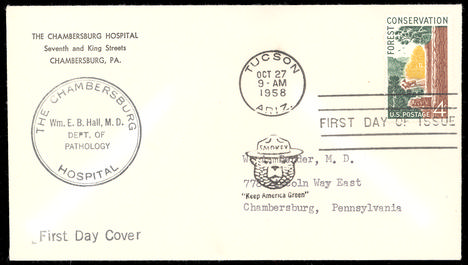 THE CHAMBERSBURG HOSPITAL
Seventh and King Streets
CHAMBERSBURG, PA.
THE CHAMBERSBURG
Wm. E. B. Hall, M. D.
DEPT. OF
PATHOLOGY
HOSPITAL
TUCSON
OCT 27
9-AM
1958
ARIZ.
FOREST
CONSERVATION
U.S. POSTAGE 4
FIRST DAY OF ISSUE
SMOKEY
M. D.
Way East
"Keep America Green"
Chambersburg, Pennsylvania
First Day Cover